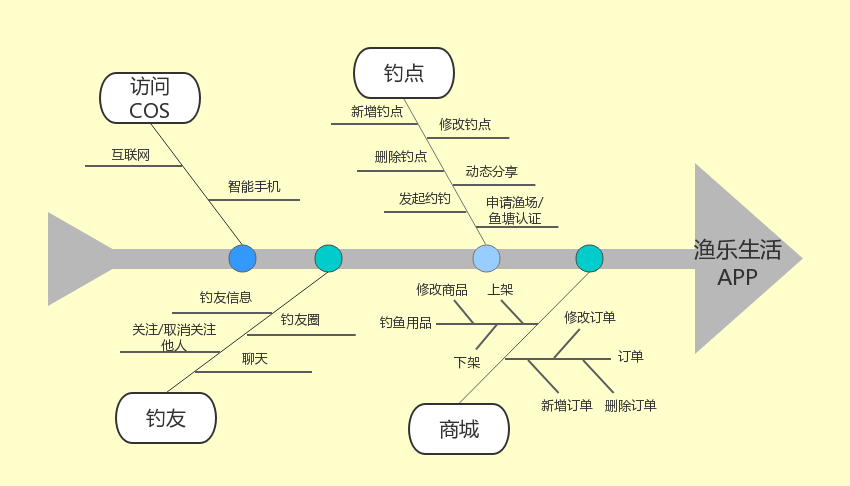 访问
COS
互联网
智能手机
钓点
新增钓点
修改钓点
删除钓点
动态分享
发起约钓
申请渔场/
鱼塘认证
渔乐生活
APP
钓友信息
钓友圈
关注/取消关注
他人
聊天
钓友
修改商品
上架
钓鱼用品
下架
修改订单
订单
新增订单
删除订单
商城